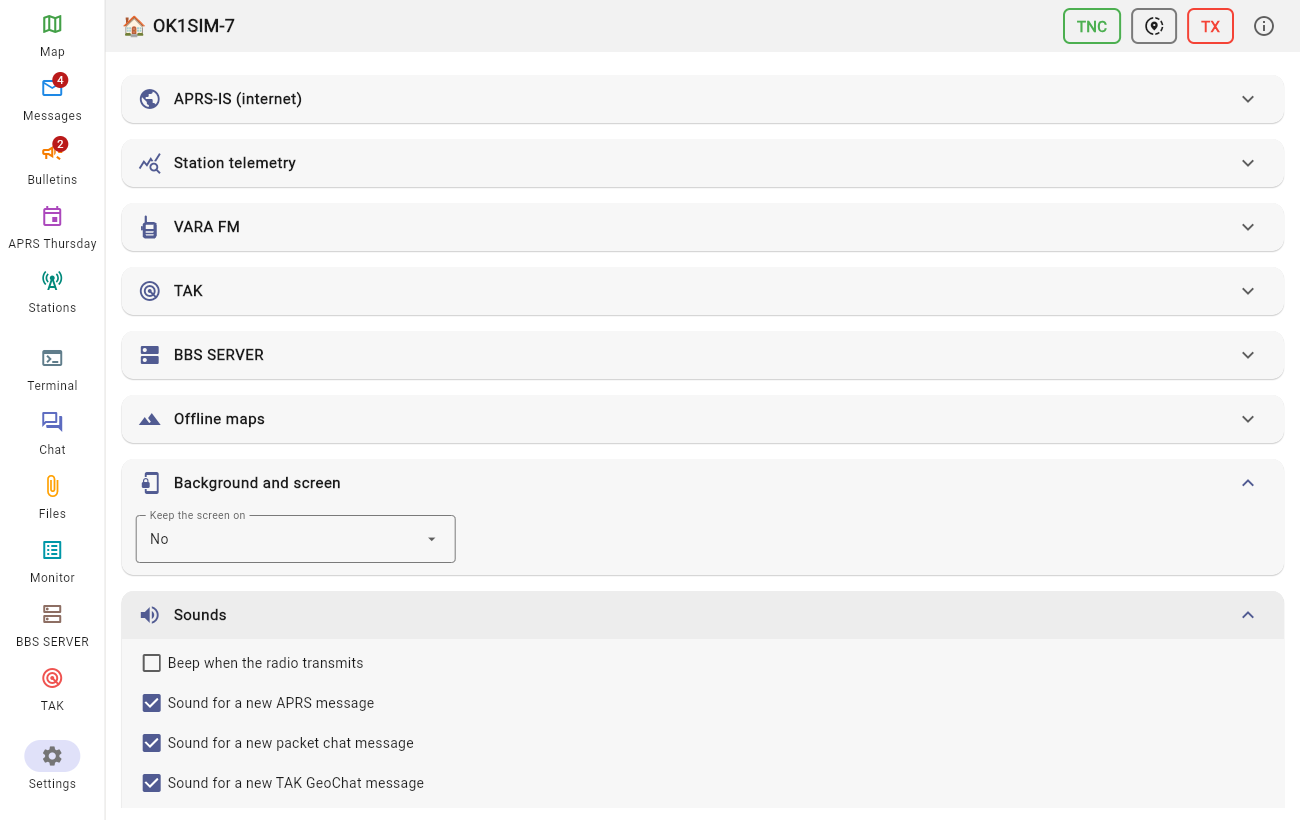 OK1SIM-7
TNC
TX
Map
4
Messages
2
Bulletins
APRS Thursday
Stations
Terminal
Chat
Files
Monitor
BBS SERVER
TAK
Settings
APRS-IS (internet)
Station telemetry
VARA FM
TAK
BBS SERVER
Offline maps
Background and screen
Keep the screen on
No
Sounds
Beep when the radio transmits
Sound for a new APRS message
Sound for a new packet chat message
Sound for a new TAK GeoChat message